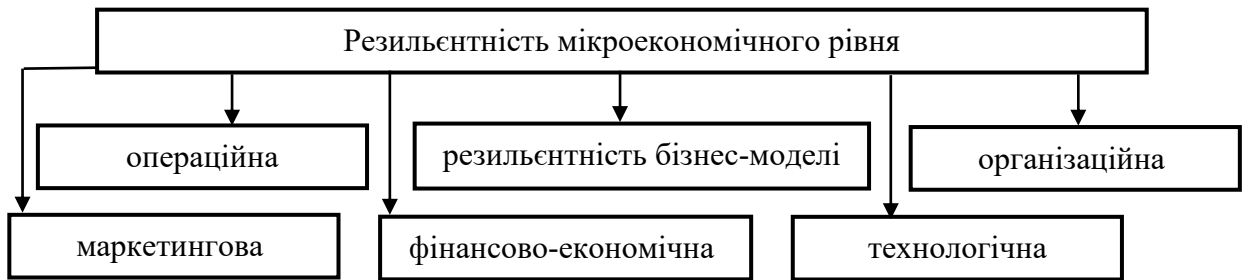 Резильєнтність мікроекономічного рівня
операційна
резильєнтність бізнес-моделі
організаційна
маркетингова
фінансово-економічна
технологічна